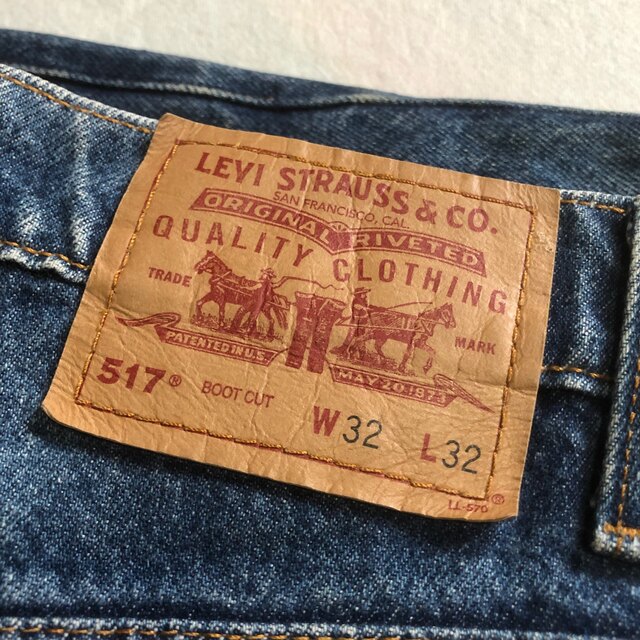 LEVI STRAUSS & CO.
SAN FRANCISCO, CAL.
ORIGINAL RIVETED
QUALITY CLOTHING
TRADE MARK
PATENTED IN U.S. MAY 20, 1873
517® BOOT CUT W32 L32
LL-570 ®